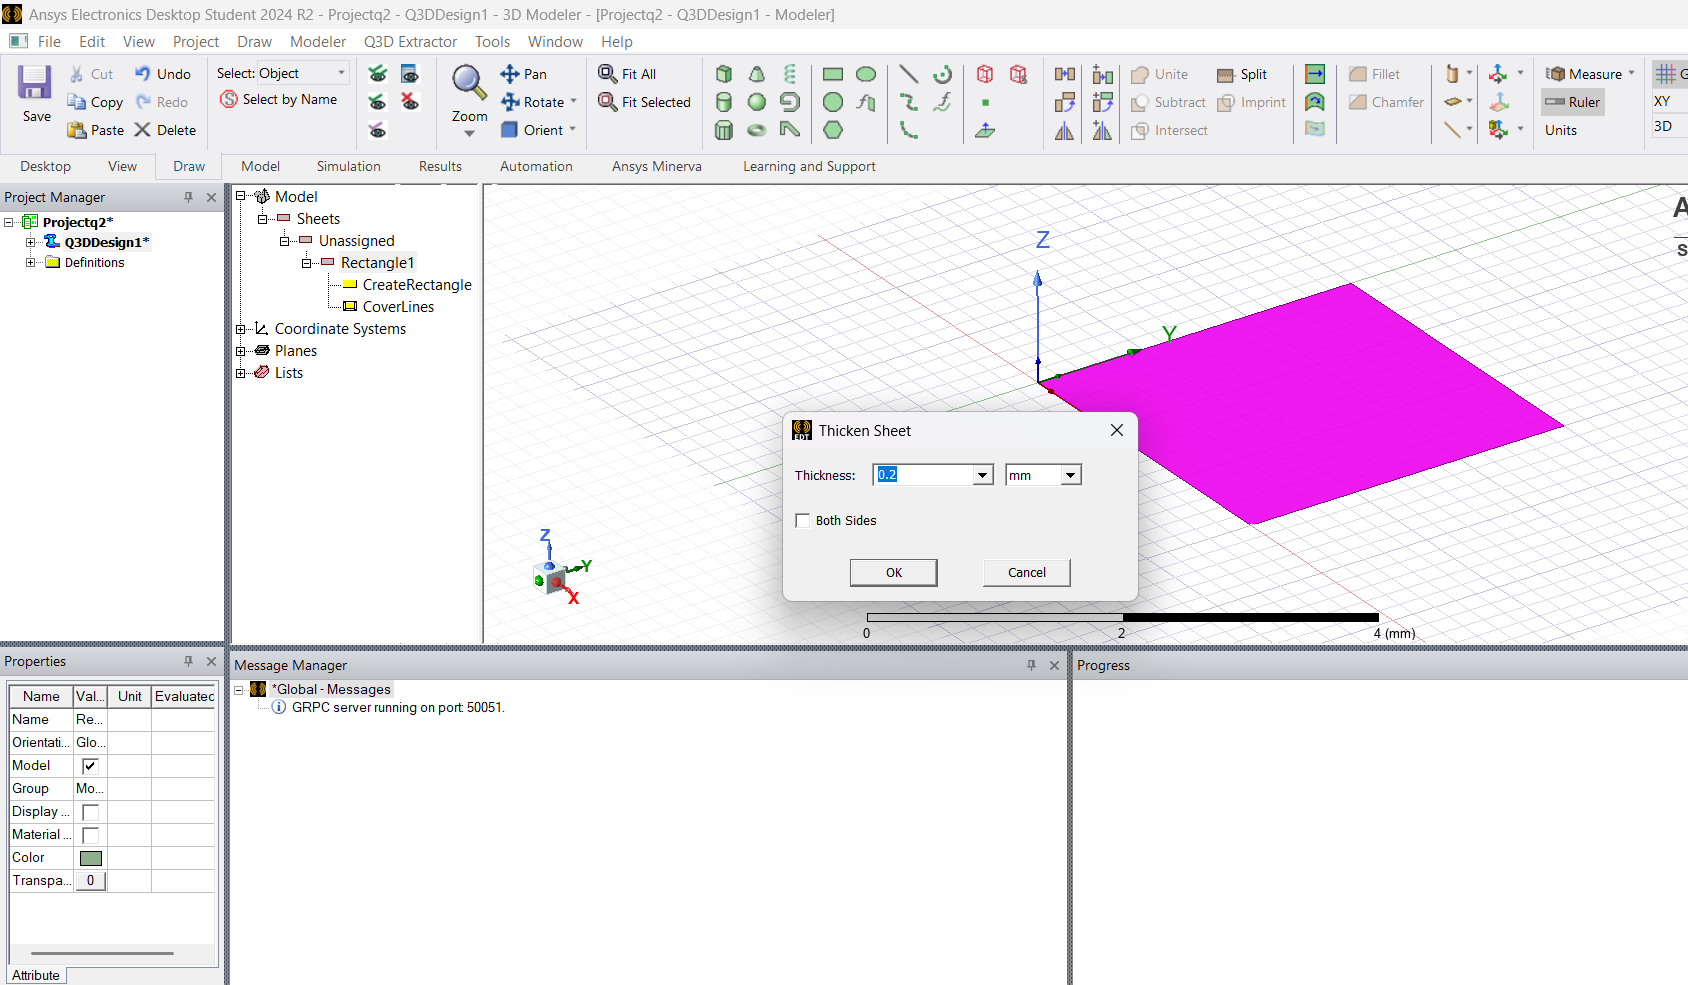 Ansys Electronics Desktop Student 2024 R2 - Projectq2 - Q3DDesign1 - 3D Modeler - [Projectq2 - Q3DDesign1 - Modeler]
File Edit View Project Draw Modeler Q3D Extractor Tools Window Help
Save
Cut
Copy
Paste
Undo
Redo
Delete
Select: Object
Select by Name
Zoom
Pan
Rotate
Orient
Fit All
Fit Selected
Unite
Subtract
Intersect
Split
Imprint
Fillet
Chamfer
Measure
Ruler
Units
G
XY
3D
Desktop View Draw Model Simulation Results Automation Ansys Minerva Learning and Support
Project Manager
Projectq2*
Q3DDesign1*
Definitions
Model
Sheets
Unassigned
Rectangle1
CreateRectangle
CoverLines
Coordinate Systems
Planes
Lists
A
S
Z
Y
Thicken Sheet
Thickness: 0.2 mm
Both Sides
OK Cancel
Z
Y
X
0 2 4 (mm)
Properties
Name Val... Unit Evaluated
Name Re...
Orientati... Glo...
Model
Group Mo...
Display ...
Material ...
Color
Transpa... 0
Attribute
Message Manager
*Global - Messages
GRPC server running on port: 50051.
Progress